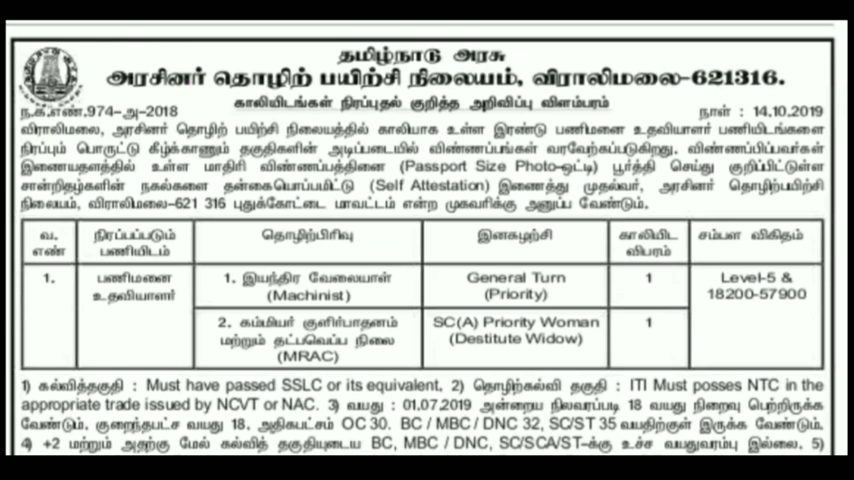 தமிழ்நாடு அரசு
அரசினர் தொழிற் பயிற்சி நிலையம், விராலிமலை-621316.
காலியிடங்கள் நிரப்புதல் குறித்த அறிவிப்பு விளம்பரம்
ந.க.எண்.974-அ-2018 நாள் : 14.10.2019
விராலிமலை, அரசினர் தொழிற் பயிற்சி நிலையத்தில் காலியாக உள்ள இரண்டு பணிமனை உதவியாளர் பணியிடங்களை
நிரப்பும் பொருட்டு கீழ்க்காணும் தகுதிகளின் அடிப்படையில் விண்ணப்பங்கள் வரவேற்கப்படுகிறது. விண்ணப்பிப்பவர்கள்
இணையதளத்தில் உள்ள மாதிரி விண்ணப்பத்தினை (Passport Size Photo-ஒட்டி) பூர்த்தி செய்து குறிப்பிட்டுள்ள
சான்றிதழ்களின் நகல்களை தன்கையொப்பமிட்டு (Self Attestation) இணைத்து முதல்வர், அரசினர் தொழிற்பயிற்சி
நிலையம், விராலிமலை-621 316 புதுக்கோட்டை மாவட்டம் என்ற முகவரிக்கு அனுப்ப வேண்டும்.
வ. எண் நிரப்பப்படும் பணியிடம் தொழிற்பிரிவு இனசுழற்சி காலியிட விபரம் சம்பள விகிதம்
1. பணிமனை உதவியாளர் 1. இயந்திர வேலையாள் (Machinist) General Turn (Priority) 1 Level-5 & 18200-57900
2. கம்மியர் குளிர்பாதனம் மற்றும் தட்பவெப்ப நிலை (MRAC) SC(A) Priority Woman (Destitute Widow) 1
1) கல்வித்தகுதி : Must have passed SSLC or its equivalent, 2) தொழிற்கல்வி தகுதி : ITI Must posses NTC in the
appropriate trade issued by NCVT or NAC. 3) வயது : 01.07.2019 அன்றைய நிலவரப்படி 18 வயது நிறைவு பெற்றிருக்க
வேண்டும். குறைந்தபட்ச வயது 18, அதிகபட்சம் OC 30. BC / MBC / DNC 32, SC/ST 35 வயதிற்குள் இருக்க வேண்டும்.
4) +2 மற்றும் அதற்கு மேல் கல்வித் தகுதியுடைய BC, MBC / DNC, SC/SCA/ST-க்கு உச்ச வயதுவரம்பு இல்லை. 5)